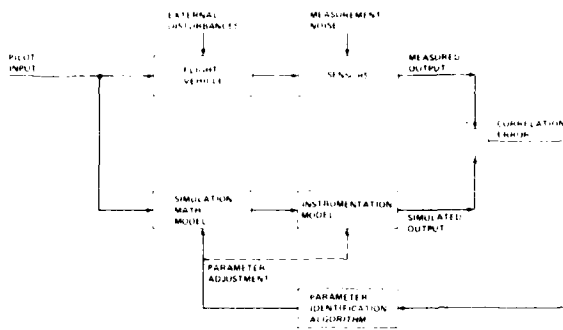 EXTERNAL
DISTURBANCES
MEASUREMENT
NOISE
PILOT
INPUT
FLIGHT
VEHICLE
SENSORS
MEASURED
OUTPUT
CORRELATION
ERROR
SIMULATION
MATH
MODEL
INSTRUMENTATION
MODEL
SIMULATED
OUTPUT
PARAMETER
ADJUSTMENT
PARAMETER
IDENTIFICATION
ALGORITHM